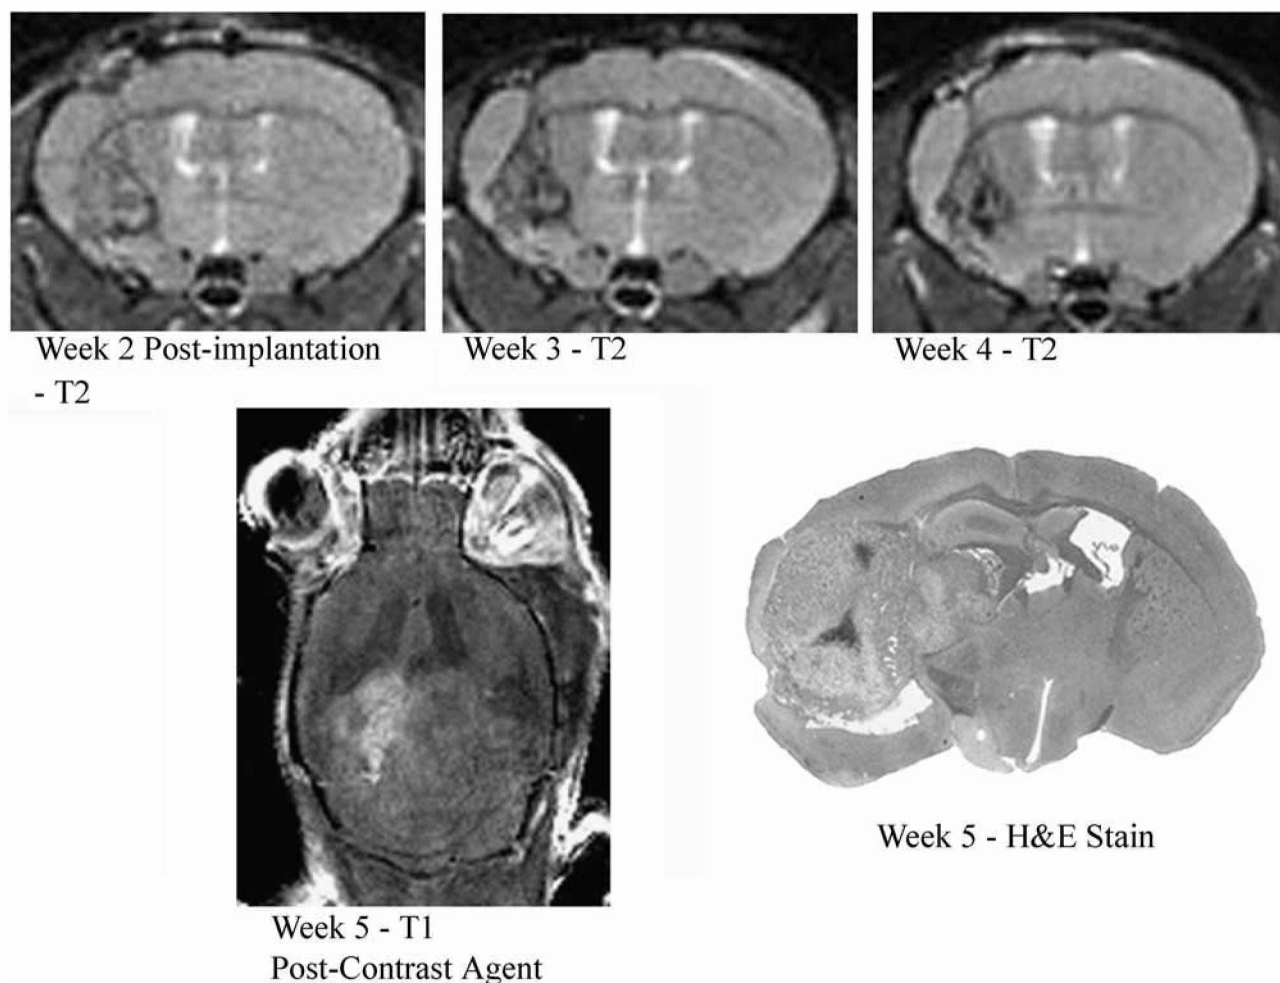 Week 2 Post-implantation
- T2
Week 3 - T2
Week 4 - T2
Week 5 - T1
Post-Contrast Agent
Week 5 - H&E Stain